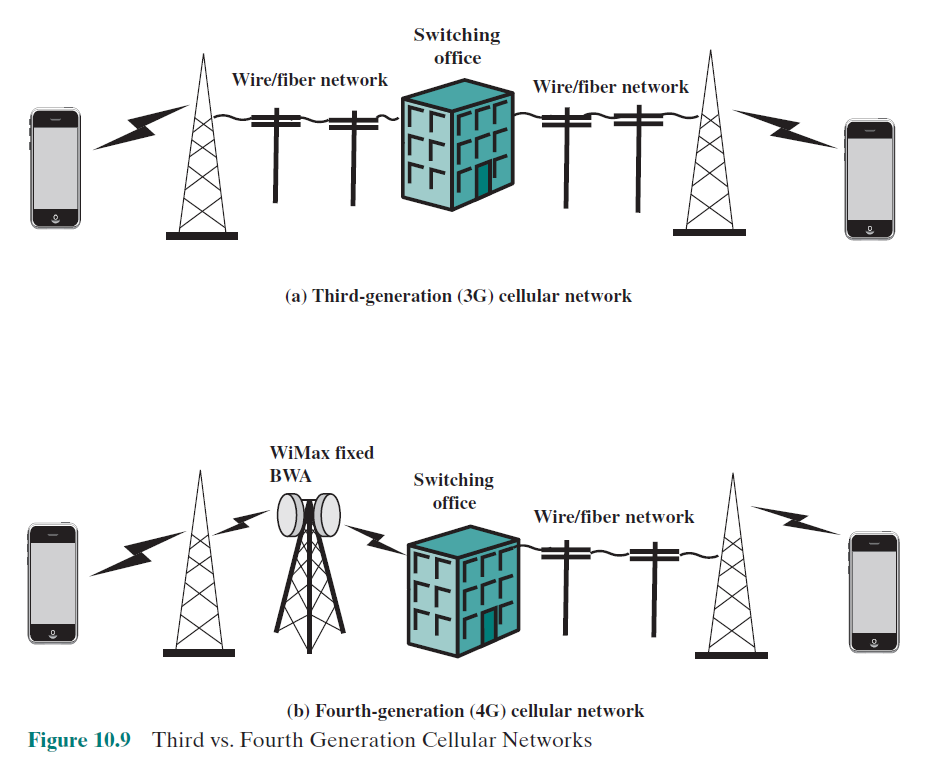 Switching
office
Wire/fiber network
Wire/fiber network
(a) Third-generation (3G) cellular network
WiMax fixed
BWA
Switching
office
Wire/fiber network
(b) Fourth-generation (4G) cellular network
Figure 10.9 Third vs. Fourth Generation Cellular Networks